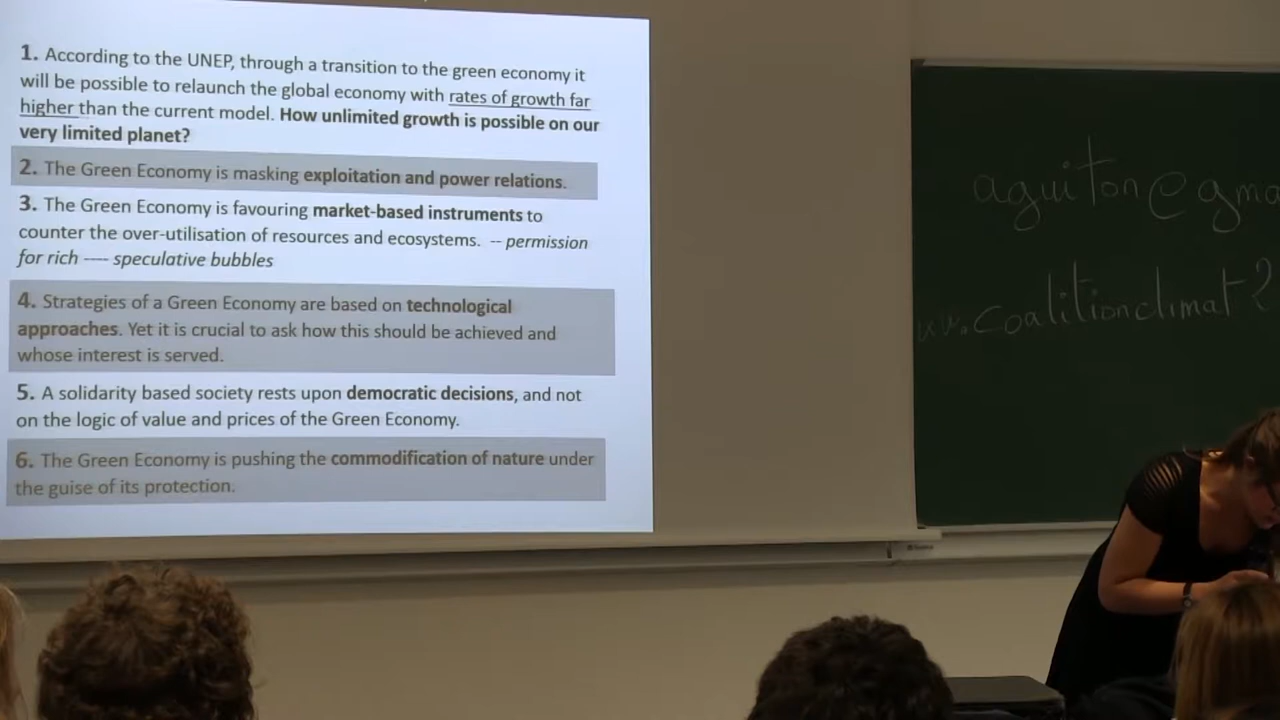 1. According to the UNEP, through a transition to the green economy it
will be possible to relaunch the global economy with rates of growth far
higher than the current model. How unlimited growth is possible on our
very limited planet?
2. The Green Economy is masking exploitation and power relations.
3. The Green Economy is favouring market-based instruments to
counter the over-utilisation of resources and ecosystems. -- permission
for rich ---- speculative bubbles
4. Strategies of a Green Economy are based on technological
approaches. Yet it is crucial to ask how this should be achieved and
whose interest is served.
5. A solidarity based society rests upon democratic decisions, and not
on the logic of value and prices of the Green Economy.
6. The Green Economy is pushing the commodification of nature under
the guise of its protection.
aguiton@gma
.coalitionclimat2